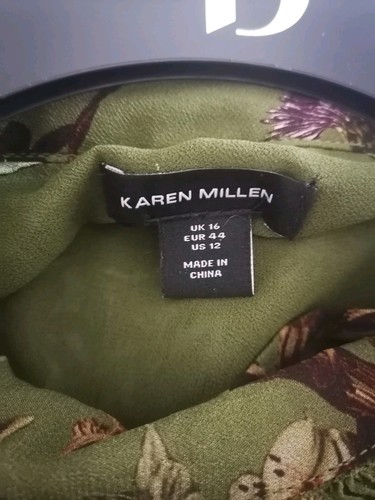 KAREN MILLEN
UK 16
EUR 44
US 12
MADE IN
CHINA